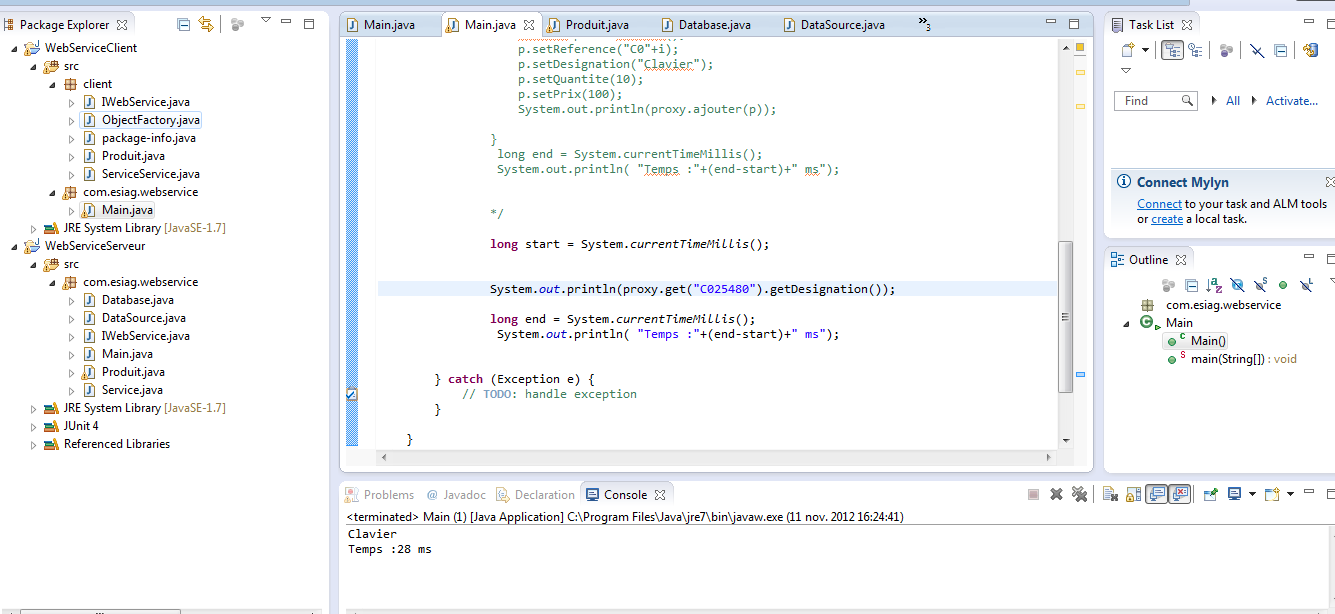 Package Explorer
WebServiceClient
src
client
IWebService.java
ObjectFactory.java
package-info.java
Produit.java
ServiceService.java
com.esiag.webservice
Main.java
JRE System Library [JavaSE-1.7]
WebServiceServeur
src
com.esiag.webservice
Database.java
DataSource.java
IWebService.java
Main.java
Produit.java
Service.java
JRE System Library [JavaSE-1.7]
JUnit 4
Referenced Libraries
Main.java Main.java Produit.java Database.java DataSource.java »3
p.setReference("C0"+i);
p.setDesignation("Clavier");
p.setQuantite(10);
p.setPrix(100);
System.out.println(proxy.ajouter(p));
}
long end = System.currentTimeMillis();
System.out.println( "Temps :"+(end-start)+" ms");
*/
long start = System.currentTimeMillis();
System.out.println(proxy.get("C025480").getDesignation());
long end = System.currentTimeMillis();
System.out.println( "Temps :"+(end-start)+" ms");
} catch (Exception e) {
// TODO: handle exception
}
}
Task List
Find All Activate...
Connect Mylyn
Connect to your task and ALM tools
or create a local task.
Outline
com.esiag.webservice
Main
Main()
main(String[]) : void
Problems @ Javadoc Declaration Console
<terminated> Main (1) [Java Application] C:\Program Files\Java\jre7\bin\javaw.exe (11 nov. 2012 16:24:41)
Clavier
Temps :28 ms